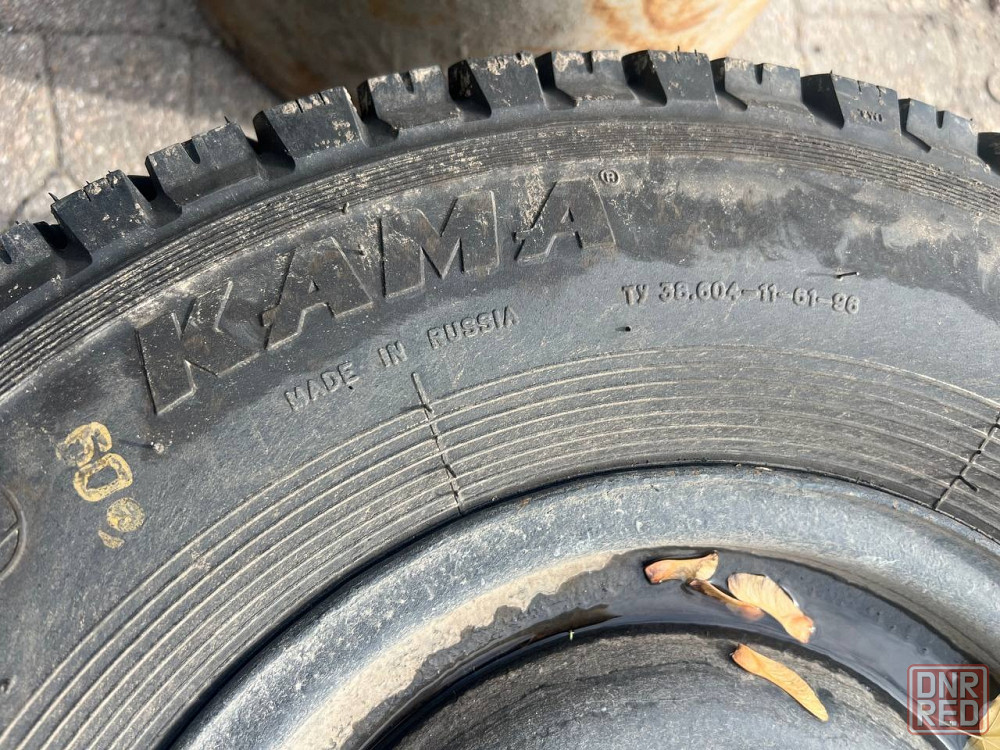 KAMA®
MADE IN RUSSIA
ТУ 38.604-11-61-96
DNR
RED